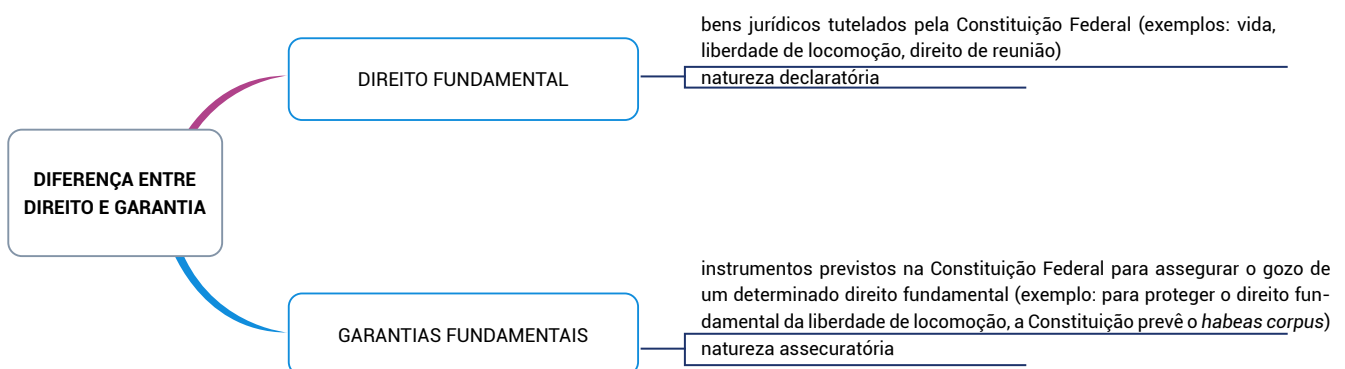 DIFERENÇA ENTRE
DIREITO E GARANTIA
DIREITO FUNDAMENTAL
bens jurídicos tutelados pela Constituição Federal (exemplos: vida,
liberdade de locomoção, direito de reunião)
natureza declaratória
GARANTIAS FUNDAMENTAIS
instrumentos previstos na Constituição Federal para assegurar o gozo de
um determinado direito fundamental (exemplo: para proteger o direito fun-
damental da liberdade de locomoção, a Constituição prevê o habeas corpus)
natureza assecuratória